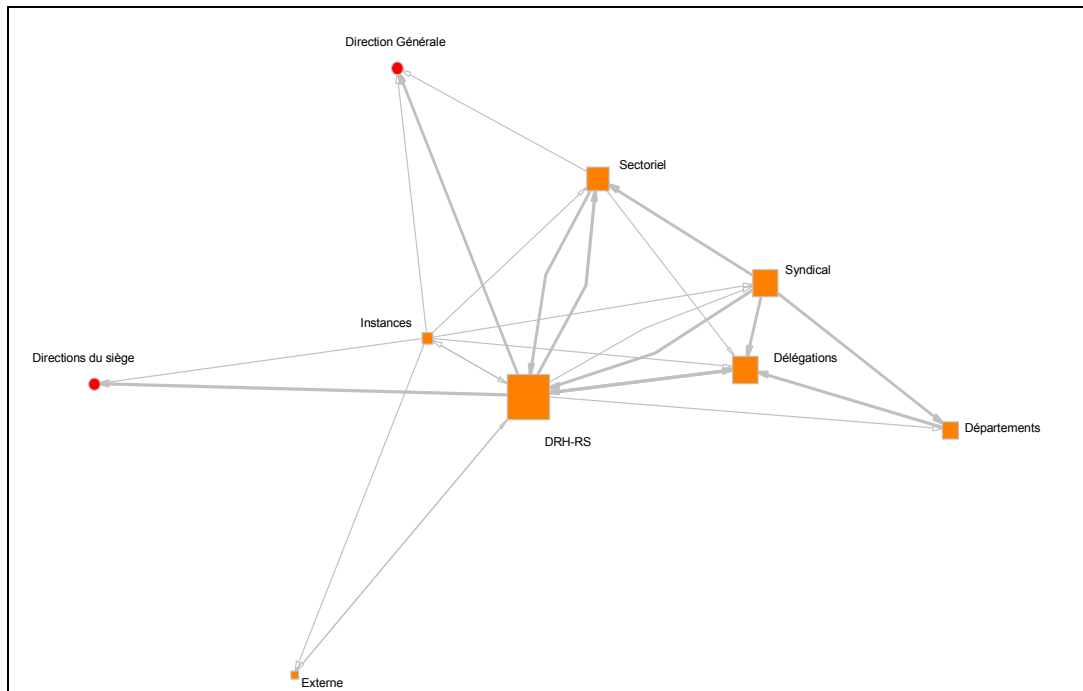 Direction Générale
Sectoriel
Syndical
Instances
Directions du siège
Délégations
Départements
DRH-RS
Externe